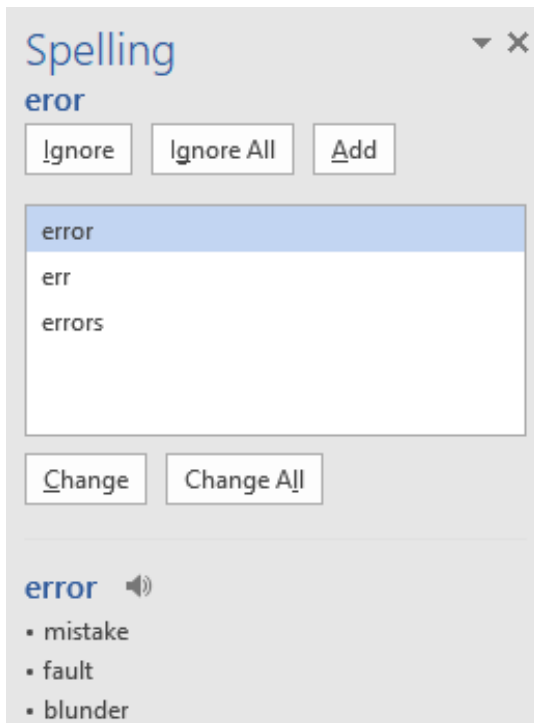 Spelling
eror
Ignore Ignore All Add
error
err
errors
Change Change All
error
• mistake
• fault
• blunder